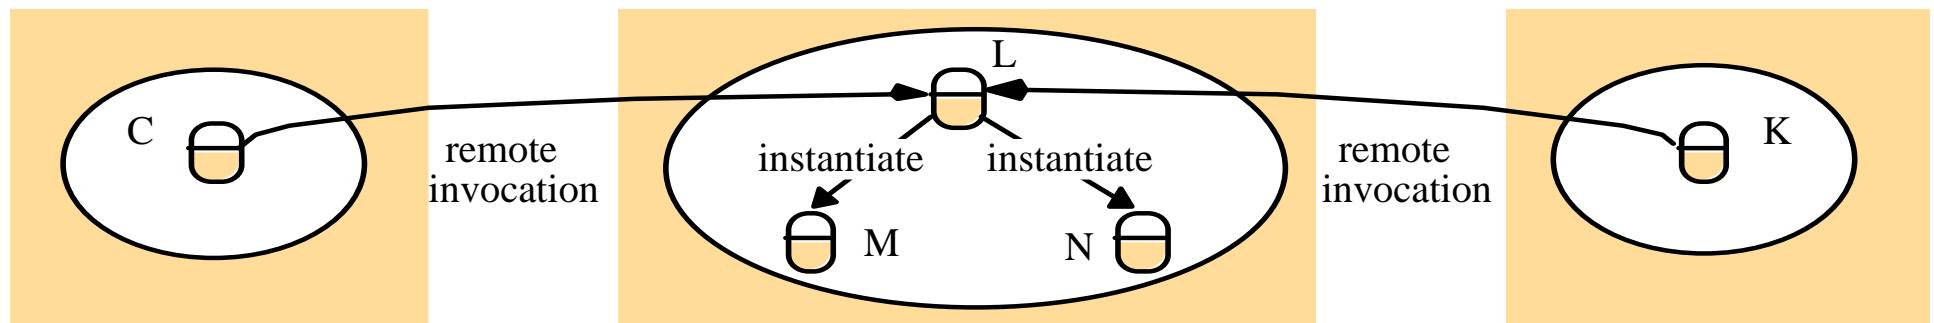 L
C
K
remote
invocation
instantiate
instantiate
remote
invocation
M
N